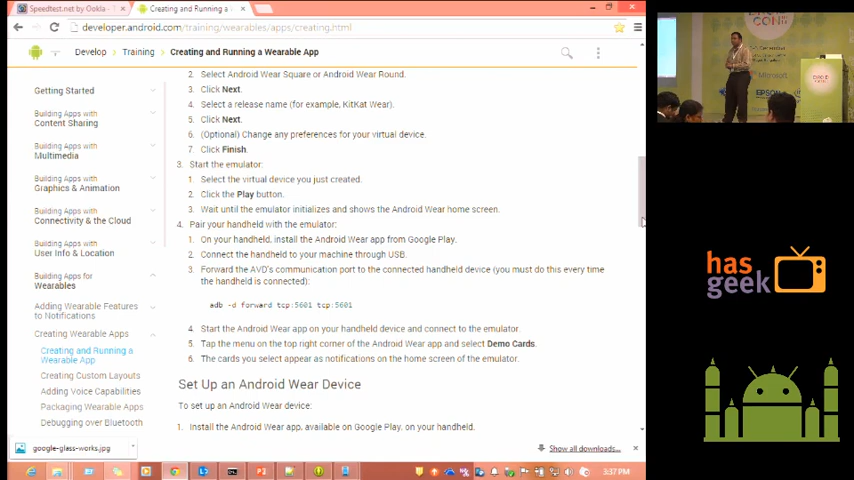 Speedtest.net by Ookla -
Creating and Running a We
developer.android.com/training/wearables/apps/creating.html
Develop
Training
Creating and Running a Wearable App
Getting Started
Building Apps with
Content Sharing
Building Apps with
Multimedia
Building Apps with
Graphics & Animation
Building Apps with
Connectivity & the Cloud
Building Apps with
User Info & Location
Building Apps for
Wearables
Adding Wearable Features
to Notifications
Creating Wearable Apps
Creating and Running a
Wearable App
Creating Custom Layouts
Adding Voice Capabilities
Packaging Wearable Apps
Debugging over Bluetooth
2. Select Android Wear Square or Android Wear Round.
3. Click Next.
4. Select a release name (for example, KitKat Wear).
5. Click Next.
6. (Optional) Change any preferences for your virtual device.
7. Click Finish.
3. Start the emulator:
1. Select the virtual device you just created.
2. Click the Play button.
3. Wait until the emulator initializes and shows the Android Wear home screen.
4. Pair your handheld with the emulator:
1. On your handheld, install the Android Wear app from Google Play.
2. Connect the handheld to your machine through USB.
3. Forward the AVD's communication port to the connected handheld device (you must do this every time
the handheld is connected):
adb -d forward tcp:5601 tcp:5601
4. Start the Android Wear app on your handheld device and connect to the emulator.
5. Tap the menu on the top right corner of the Android Wear app and select Demo Cards.
6. The cards you select appear as notifications on the home screen of the emulator.
Set Up an Android Wear Device
To set up an Android Wear device:
1. Install the Android Wear app, available on Google Play, on your handheld.
google-glass-works.jpg
Show all downloads...
3:37 PM
DROID
CON
Microsoft
EPSON
has
geek